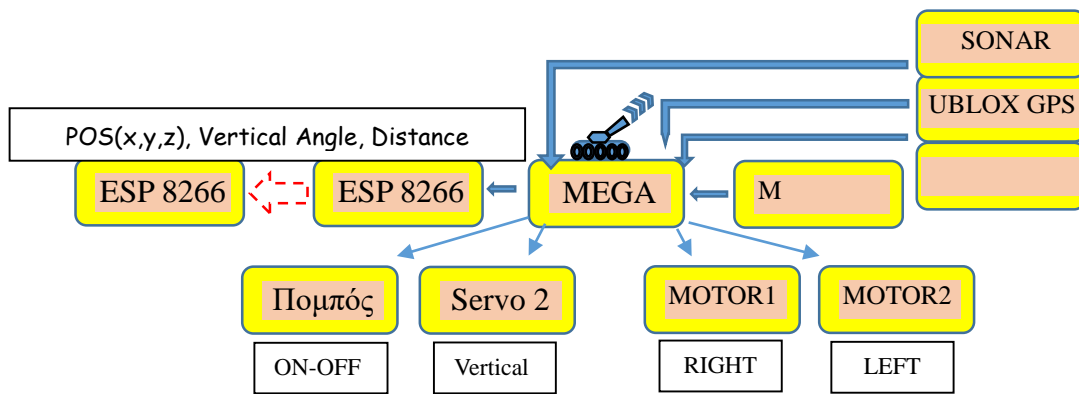 SONAR
UBLOX GPS
POS(x,y,z), Vertical Angle, Distance
ESP 8266
ESP 8266
MEGA
M
Πομπός
Servo 2
MOTOR1
MOTOR2
ON-OFF
Vertical
RIGHT
LEFT